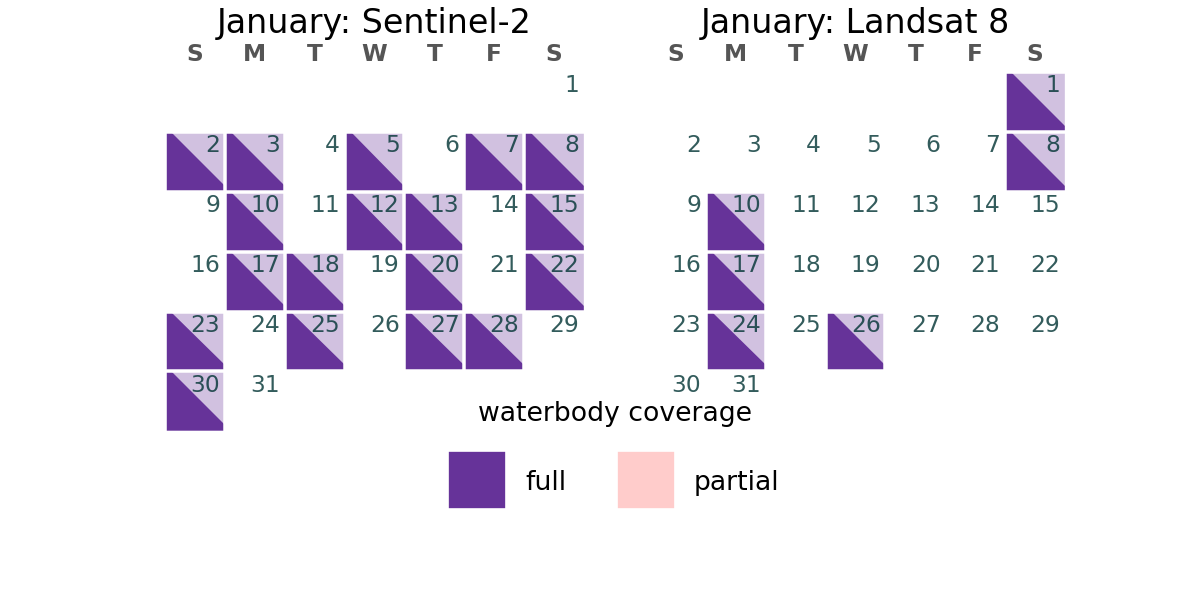 January: Sentinel-2
S M T W T F S
1
2 3 4 5 6 7 8
9 10 11 12 13 14 15
16 17 18 19 20 21 22
23 24 25 26 27 28 29
30 31
January: Landsat 8
S M T W T F S
1
2 3 4 5 6 7 8
9 10 11 12 13 14 15
16 17 18 19 20 21 22
23 24 25 26 27 28 29
30 31
waterbody coverage
full partial